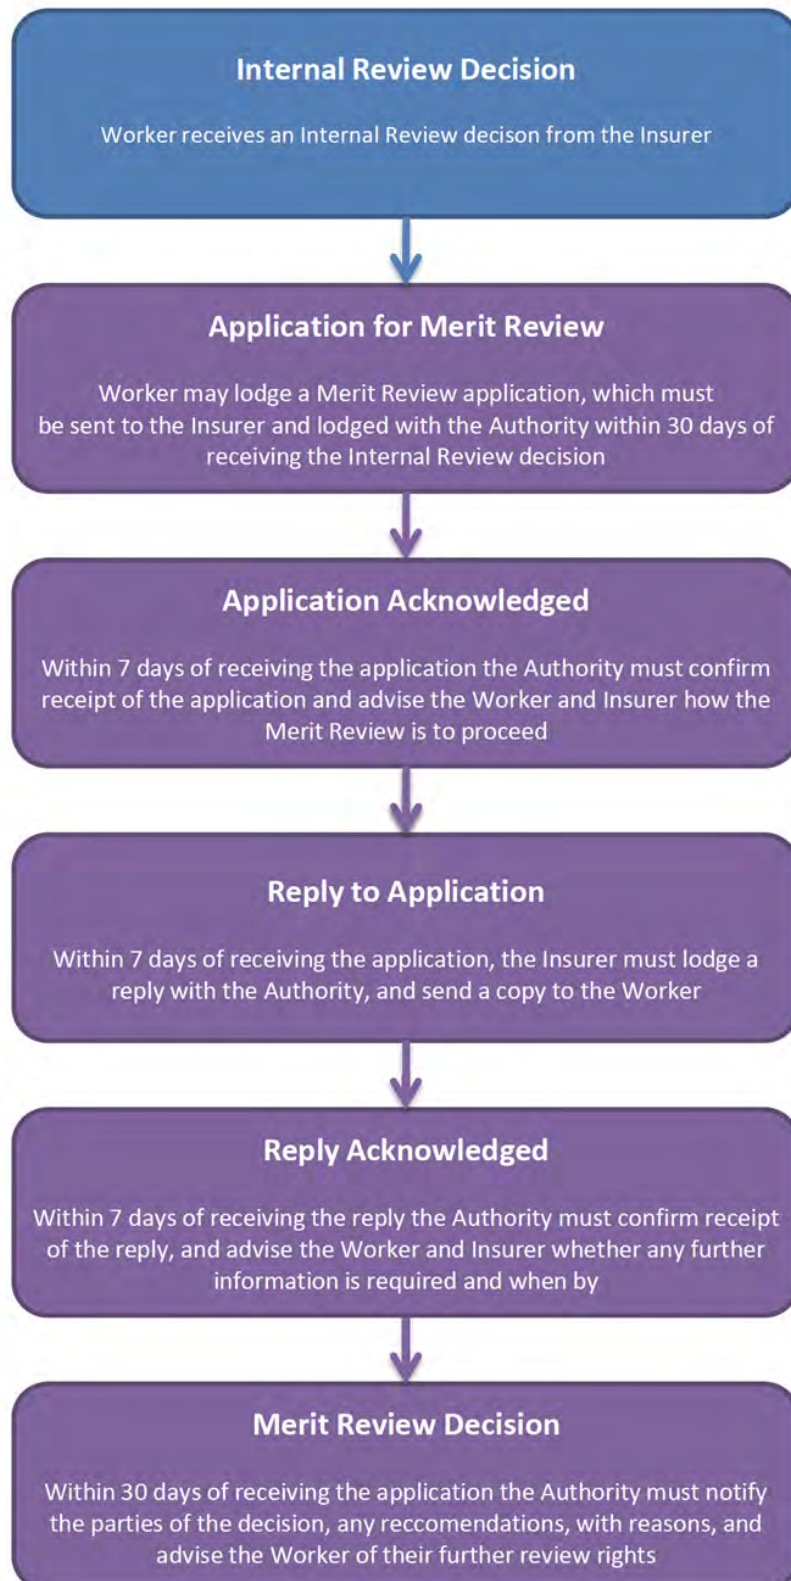 Internal Review Decision
Worker receives an Internal Review decison from the Insurer
Application for Merit Review
Worker may lodge a Merit Review application, which must
be sent to the Insurer and lodged with the Authority within 30 days of
receiving the Internal Review decision
Application Acknowledged
Within 7 days of receiving the application the Authority must confirm
receipt of the application and advise the Worker and Insurer how the
Merit Review is to proceed
Reply to Application
Within 7 days of receiving the application, the Insurer must lodge a
reply with the Authority, and send a copy to the Worker
Reply Acknowledged
Within 7 days of receiving the reply the Authority must confirm receipt
of the reply, and advise the Worker and Insurer whether any further
information is required and when by
Merit Review Decision
Within 30 days of receiving the application the Authority must notify
the parties of the decision, any reccomendations, with reasons, and
advise the Worker of their further review rights